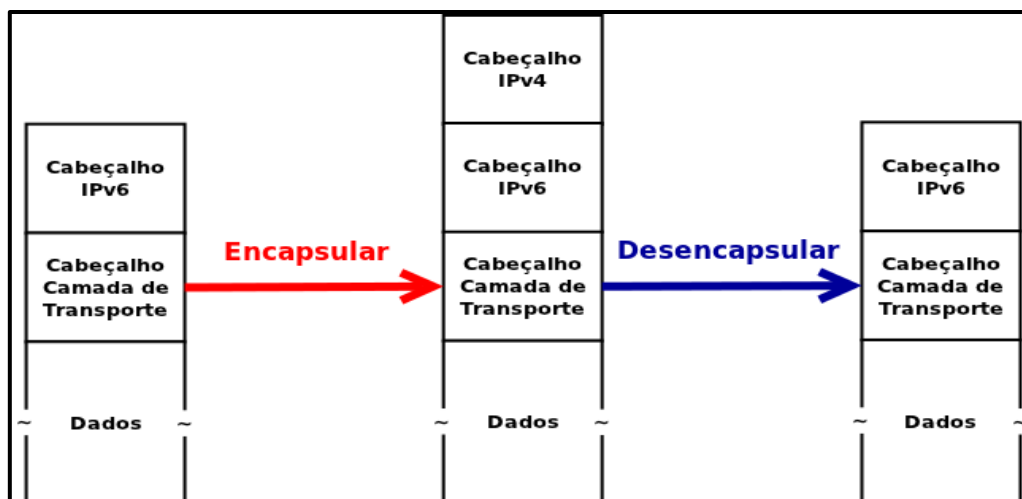 Cabeçalho
IPv4
Cabeçalho
IPv6
Cabeçalho
IPv6
Cabeçalho
IPv6
Encapsular
Desencapsular
Cabeçalho
Camada de
Transporte
Cabeçalho
Camada de
Transporte
Cabeçalho
Camada de
Transporte
~ Dados ~
~ Dados ~
~ Dados ~